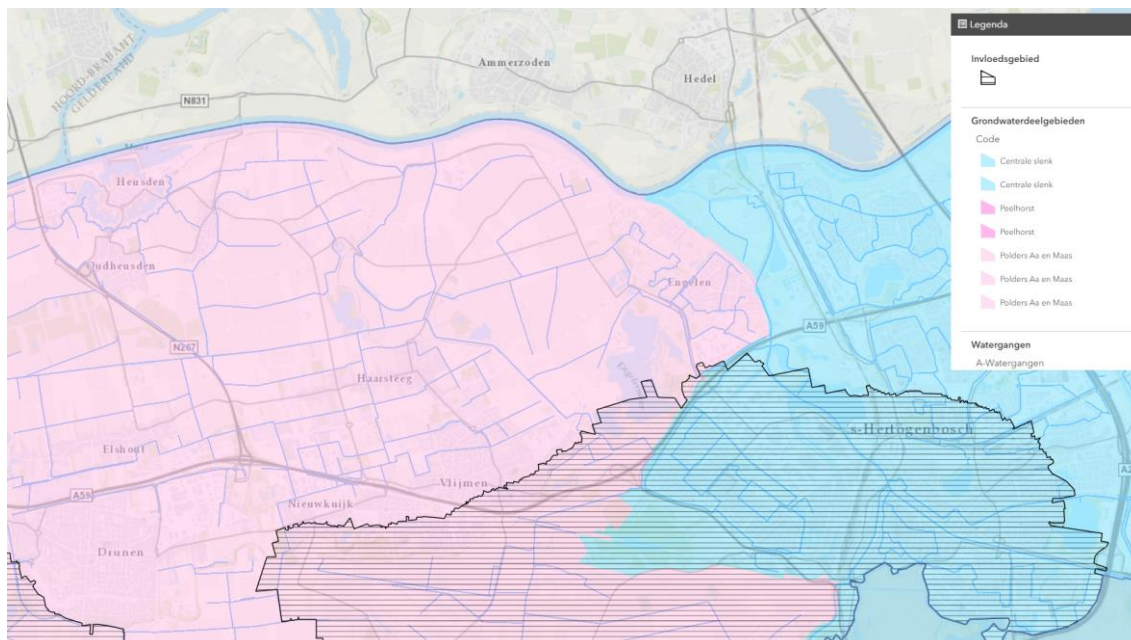 Legenda
Invloedsgebied
Grondwaterdeelgebieden
Code
Centrale slenk
Centrale slenk
Peelhorst
Peelhorst
Polders Aa en Maas
Polders Aa en Maas
Polders Aa en Maas
Watergangen
A-Watergangen
NOORD-BRABANT
GELDERLAND
N831
Ammerzoden
Hedel
Maas
Heusden
Oudheusden
Engelen
A59
N267
Haarsteeg
s-Hertogenbosch
Elshout
Vlijmen
A2
A59
Nieuwkuijk
Drunen